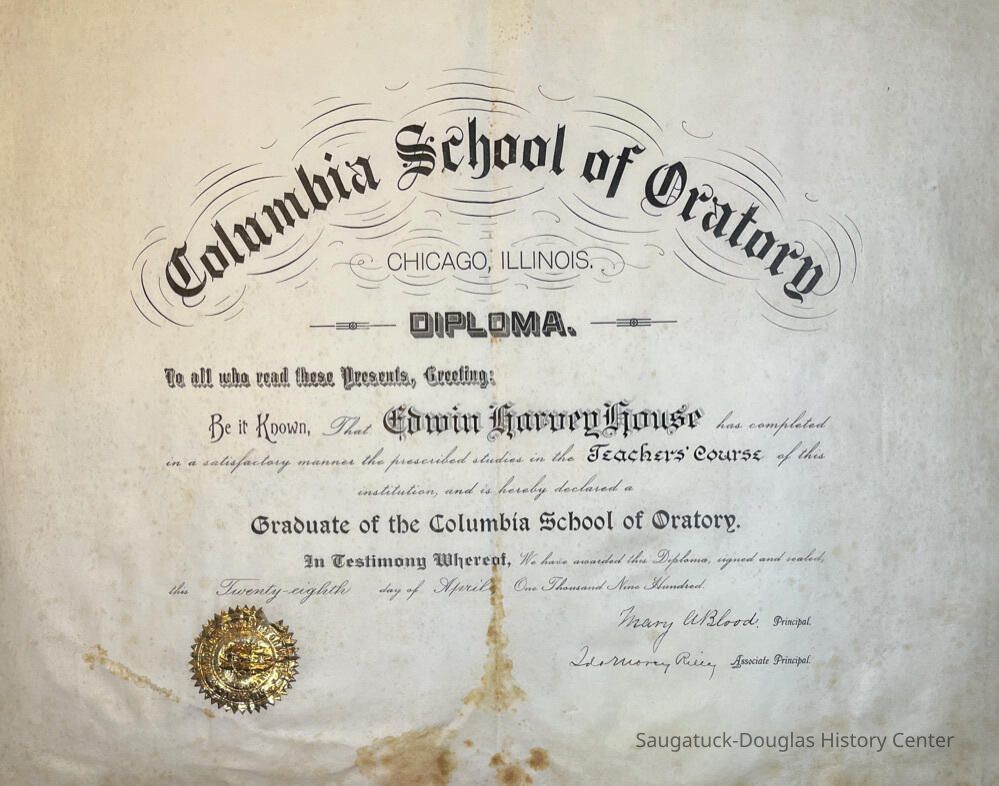 Columbia School of Oratory
CHICAGO, ILLINOIS.
DIPLOMA.
To all who read these Presents, Greeting:
Be it Known, That Edwin Harvey House has completed
in a satisfactory manner the prescribed studies in the Teachers' Course of this
institution, and is hereby declared a
Graduate of the Columbia School of Oratory.
In Testimony Whereof, We have awarded this Diploma, signed and sealed,
this Twenty-eighth day of April One Thousand Nine Hundred.
Mary A Blood. Principal.
Ida Morey Riley Associate Principal.
Saugatuck-Douglas History Center